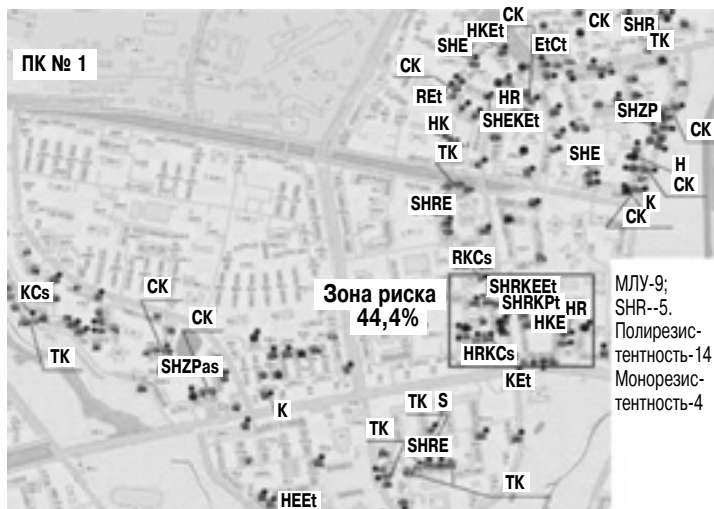 ПК № 1
CK
HKEt
SHE
EtCt
CK
SHR
TK
CK
REt
HR
SHEKEt
HK
SHZP
CK
TK
SHE
H
CK
K
CK
SHRE
RKCs
Зона риска
44,4%
SHRKEEt
SHRKPt
HR
HKE
HRKCs
KEt
МЛУ-9;
SHR--5.
Полирезис-
тентность-14
Монорезис-
тентность-4
KCs
CK
CK
TK
SHZPas
K
TK
S
TK
SHRE
TK
HEEt